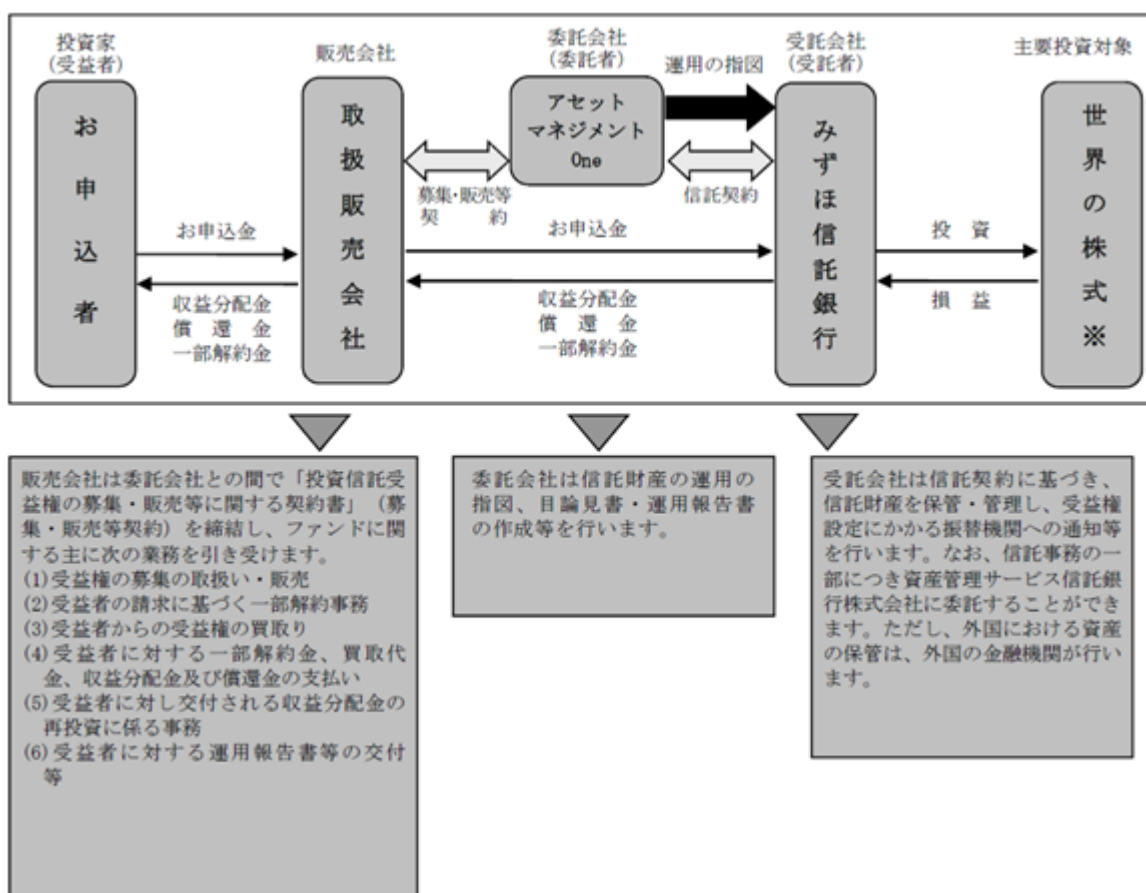 投資家
(受益者)
販売会社
委託会社
(委託者)
運用の指図
受託会社
(受託者)
主要投資対象
お申込者
取扱販売会社
アセット
マネジメント
One
みずほ信託銀行
世界の株式※
募集・販売等
契 約
信託契約
お申込金
お申込金
投 資
収益分配金
償 還 金
一部解約金
収益分配金
償 還 金
一部解約金
損 益
販売会社は委託会社との間で「投資信託受
益権の募集・販売等に関する契約書」(募
集・販売等契約)を締結し、ファンドに関
する主に次の業務を引き受けます。
(1)受益権の募集の取扱い・販売
(2)受益者の請求に基づく一部解約事務
(3)受益者からの受益権の買取り
(4)受益者に対する一部解約金、買取代
金、収益分配金及び償還金の支払い
(5)受益者に対し交付される収益分配金の
再投資に係る事務
(6)受益者に対する運用報告書等の交付
等
委託会社は信託財産の運用の
指図、目論見書・運用報告書
の作成等を行います。
受託会社は信託契約に基づき、
信託財産を保管・管理し、受益権
設定にかかる振替機関への通知等
を行います。なお、信託事務の一
部につき資産管理サービス信託銀
行株式会社に委託することができ
ます。ただし、外国における資産
の保管は、外国の金融機関が行い
ます。